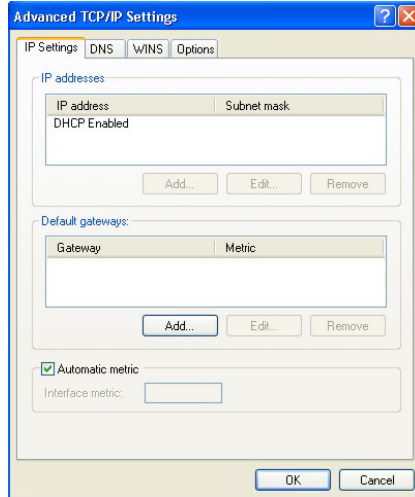 Advanced TCP/IP Settings
IP Settings DNS WINS Options
IP addresses
IP address Subnet mask
DHCP Enabled
Add... Edit... Remove
Default gateways:
Gateway Metric
Add... Edit... Remove
Automatic metric
Interface metric:
OK Cancel